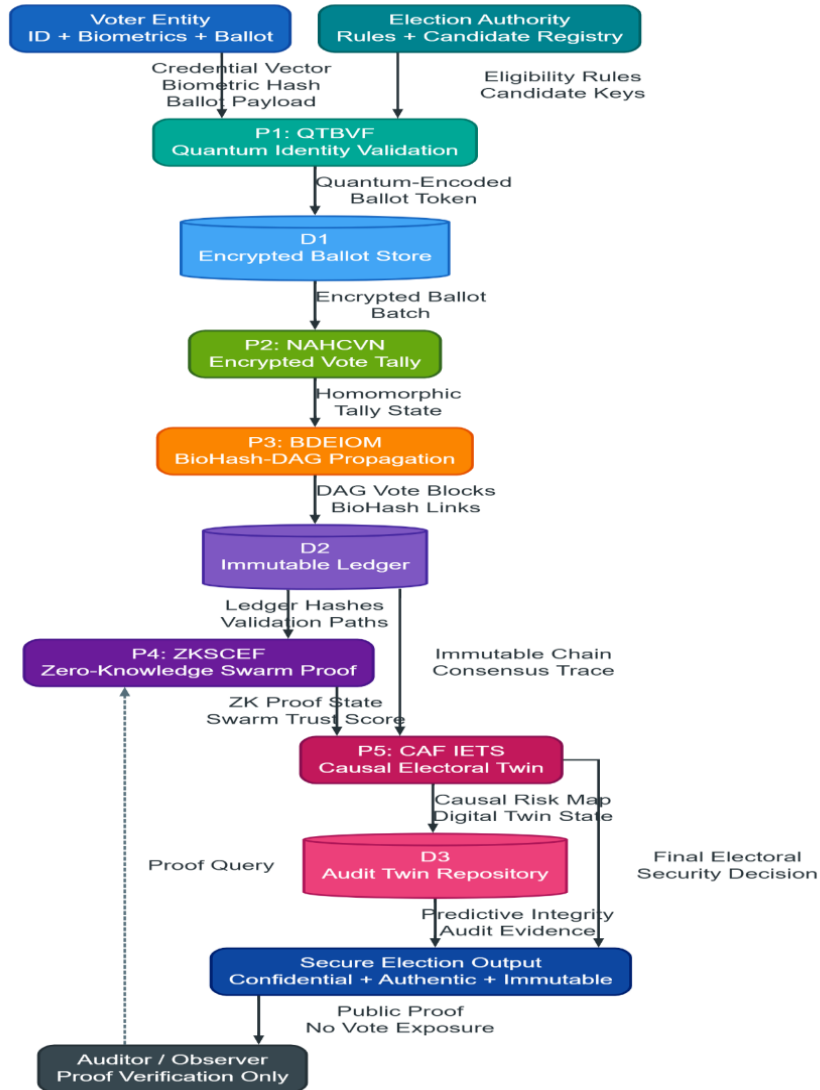 Voter Entity
ID + Biometrics + Ballot
Election Authority
Rules + Candidate Registry
Credential Vector
Biometric Hash
Ballot Payload
Eligibility Rules
Candidate Keys
P1: QTBVF
Quantum Identity Validation
Quantum-Encoded
Ballot Token
D1
Encrypted Ballot Store
Encrypted Ballot
Batch
P2: NAHCVN
Encrypted Vote Tally
Homomorphic
Tally State
P3: BDEIOM
BioHash-DAG Propagation
DAG Vote Blocks
BioHash Links
D2
Immutable Ledger
Ledger Hashes
Validation Paths
Immutable Chain
Consensus Trace
P4: ZKSCEF
Zero-Knowledge Swarm Proof
ZK Proof State
Swarm Trust Score
P5: CAF IETS
Causal Electoral Twin
Causal Risk Map
Digital Twin State
D3
Audit Twin Repository
Proof Query
Final Electoral
Security Decision
Predictive Integrity
Audit Evidence
Secure Election Output
Confidential + Authentic + Immutable
Public Proof
No Vote Exposure
Auditor / Observer
Proof Verification Only